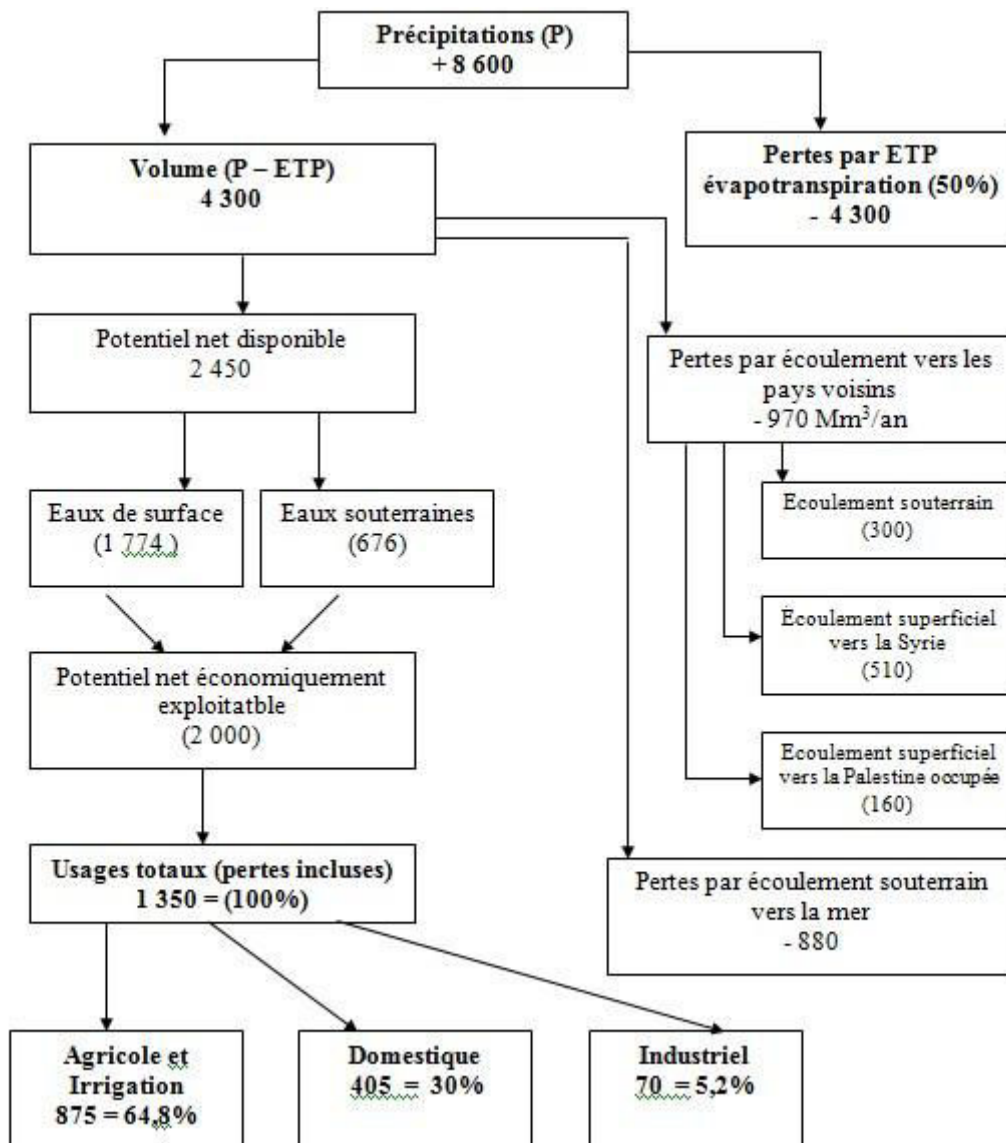 Précipitations (P)
+ 8 600
Volume (P – ETP)
4 300
Pertes par ETP
évapotranspiration (50%)
- 4 300
Potentiel net disponible
2 450
Pertes par écoulement vers les
pays voisins
- 970 Mm³/an
Eaux de surface
(1 774 )
Eaux souterraines
(676)
Ecoulement souterrain
(300)
Écoulement superficiel
vers la Syrie
(510)
Potentiel net économiquement
exploitatble
(2 000)
Ecoulement superficiel
vers la Palestine occupée
(160)
Usages totaux (pertes incluses)
1 350 = (100%)
Pertes par écoulement souterrain
vers la mer
- 880
Agricole et
Irrigation
875 = 64,8%
Domestique
405 = 30%
Industriel
70 = 5,2%